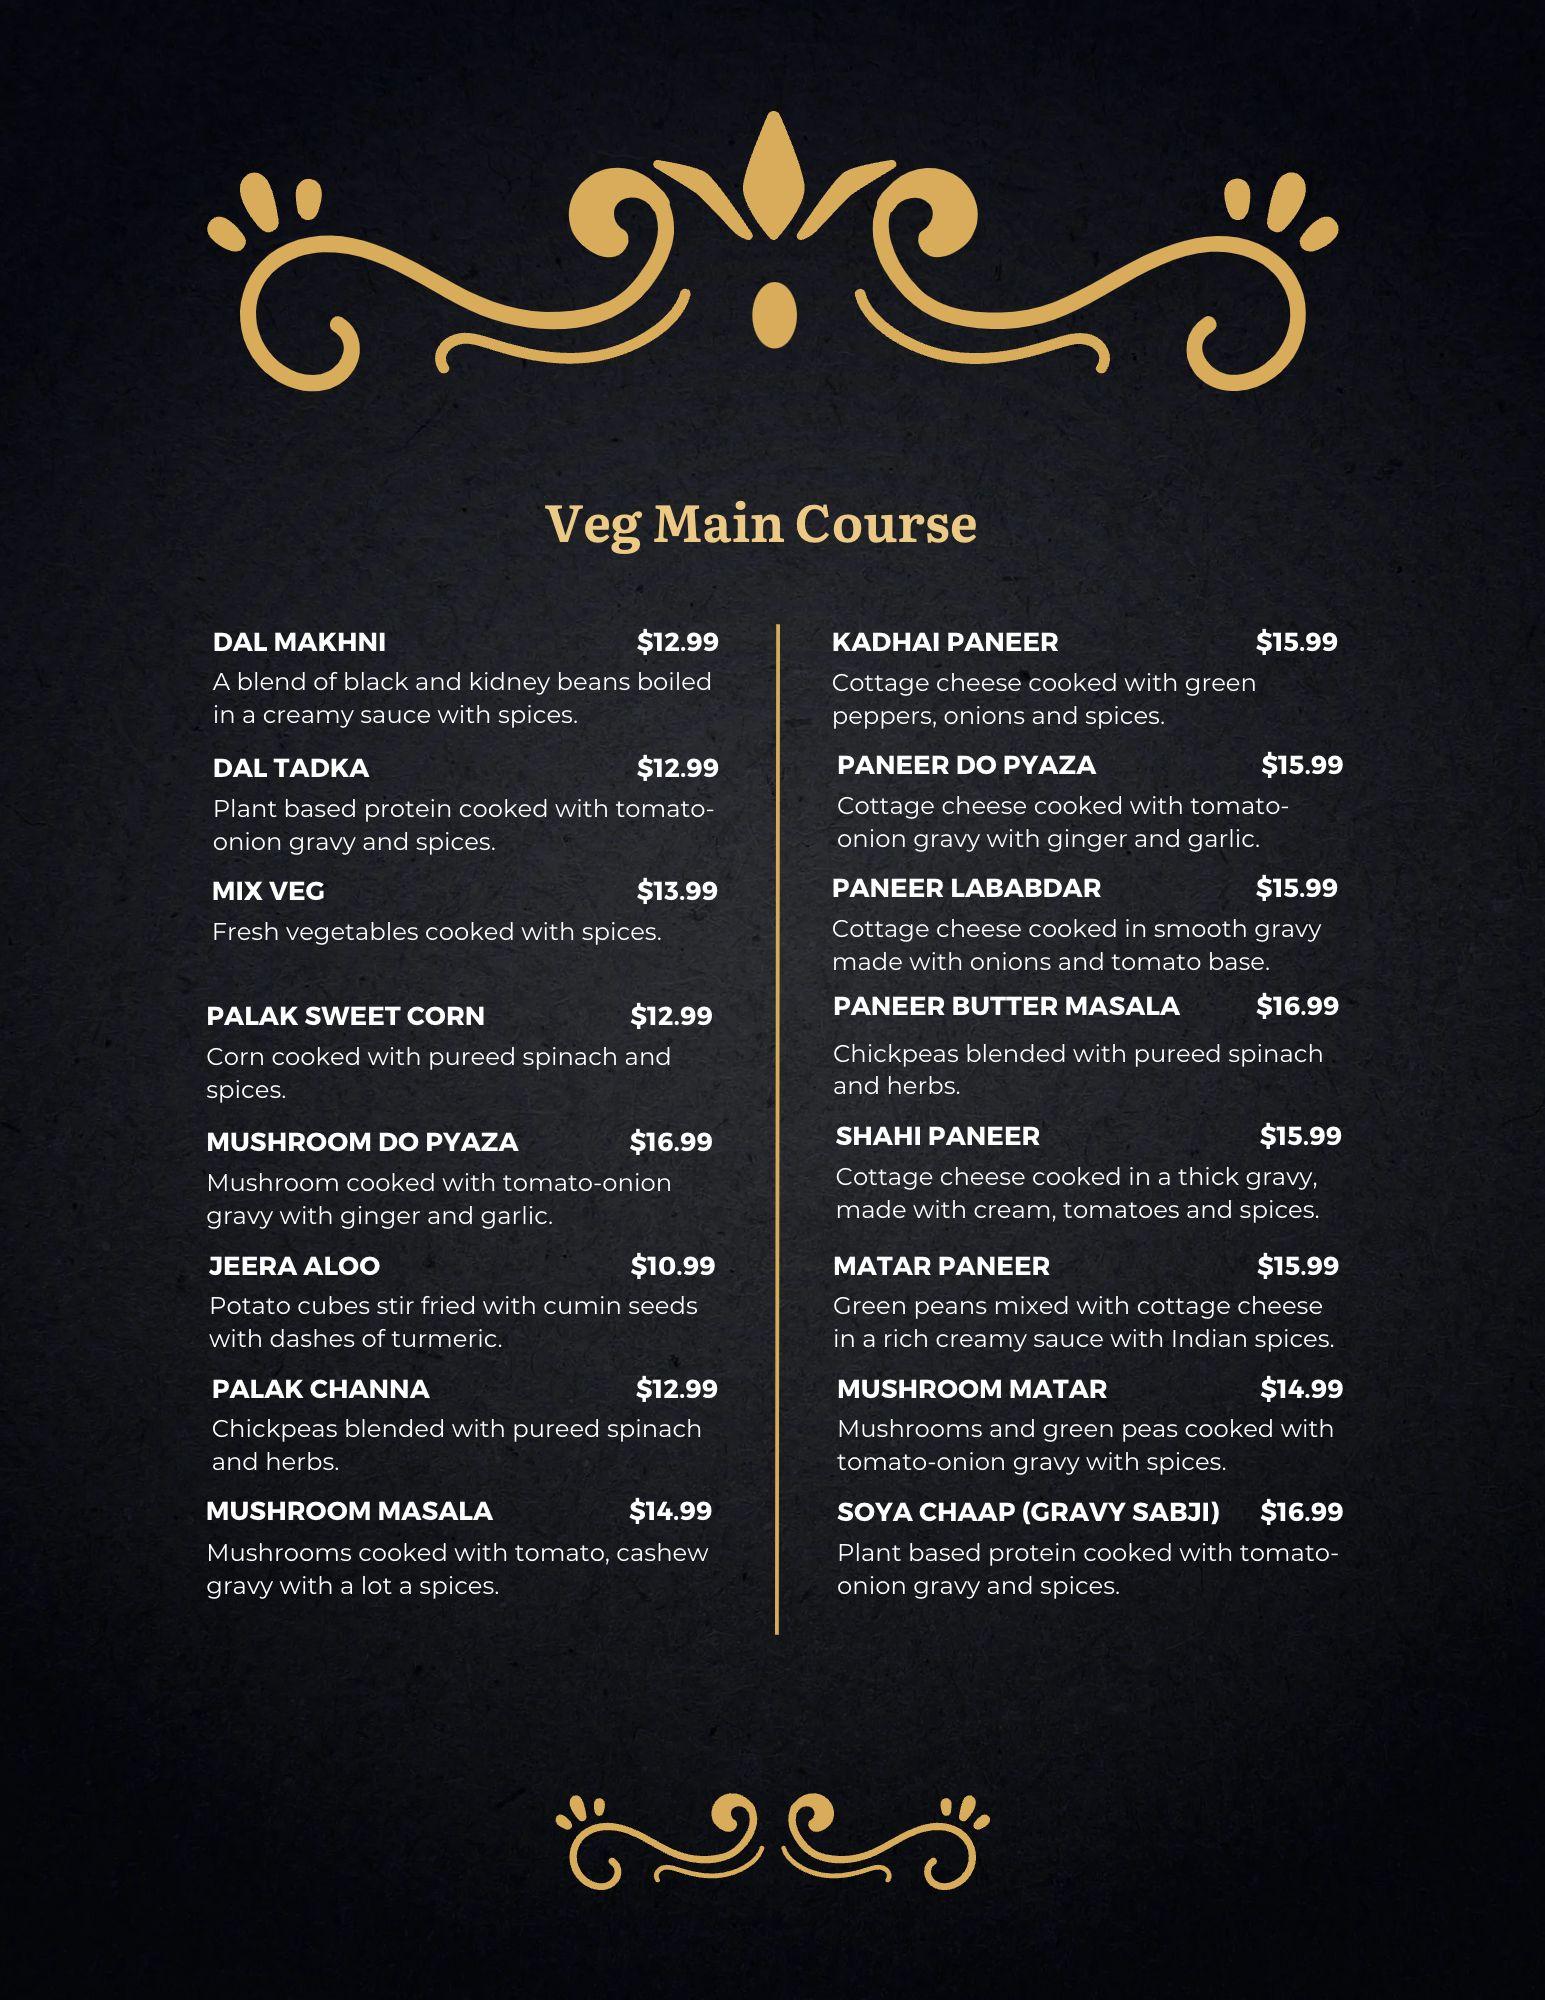 Veg Main Course
DAL MAKHNI $12.99
A blend of black and kidney beans boiled
in a creamy sauce with spices.
DAL TADKA $12.99
Plant based protein cooked with tomato-
onion gravy and spices.
MIX VEG $13.99
Fresh vegetables cooked with spices.
PALAK SWEET CORN $12.99
Corn cooked with pureed spinach and
spices.
MUSHROOM DO PYAZA $16.99
Mushroom cooked with tomato-onion
gravy with ginger and garlic.
JEERA ALOO $10.99
Potato cubes stir fried with cumin seeds
with dashes of turmeric.
PALAK CHANNA $12.99
Chickpeas blended with pureed spinach
and herbs.
MUSHROOM MASALA $14.99
Mushrooms cooked with tomato, cashew
gravy with a lot a spices.
KADHAI PANEER $15.99
Cottage cheese cooked with green
peppers, onions and spices.
PANEER DO PYAZA $15.99
Cottage cheese cooked with tomato-
onion gravy with ginger and garlic.
PANEER LABABDAR $15.99
Cottage cheese cooked in smooth gravy
made with onions and tomato base.
PANEER BUTTER MASALA $16.99
Chickpeas blended with pureed spinach
and herbs.
SHAHI PANEER $15.99
Cottage cheese cooked in a thick gravy,
made with cream, tomatoes and spices.
MATAR PANEER $15.99
Green peans mixed with cottage cheese
in a rich creamy sauce with Indian spices.
MUSHROOM MATAR $14.99
Mushrooms and green peas cooked with
tomato-onion gravy with spices.
SOYA CHAAP (GRAVY SABJI) $16.99
Plant based protein cooked with tomato-
onion gravy and spices.